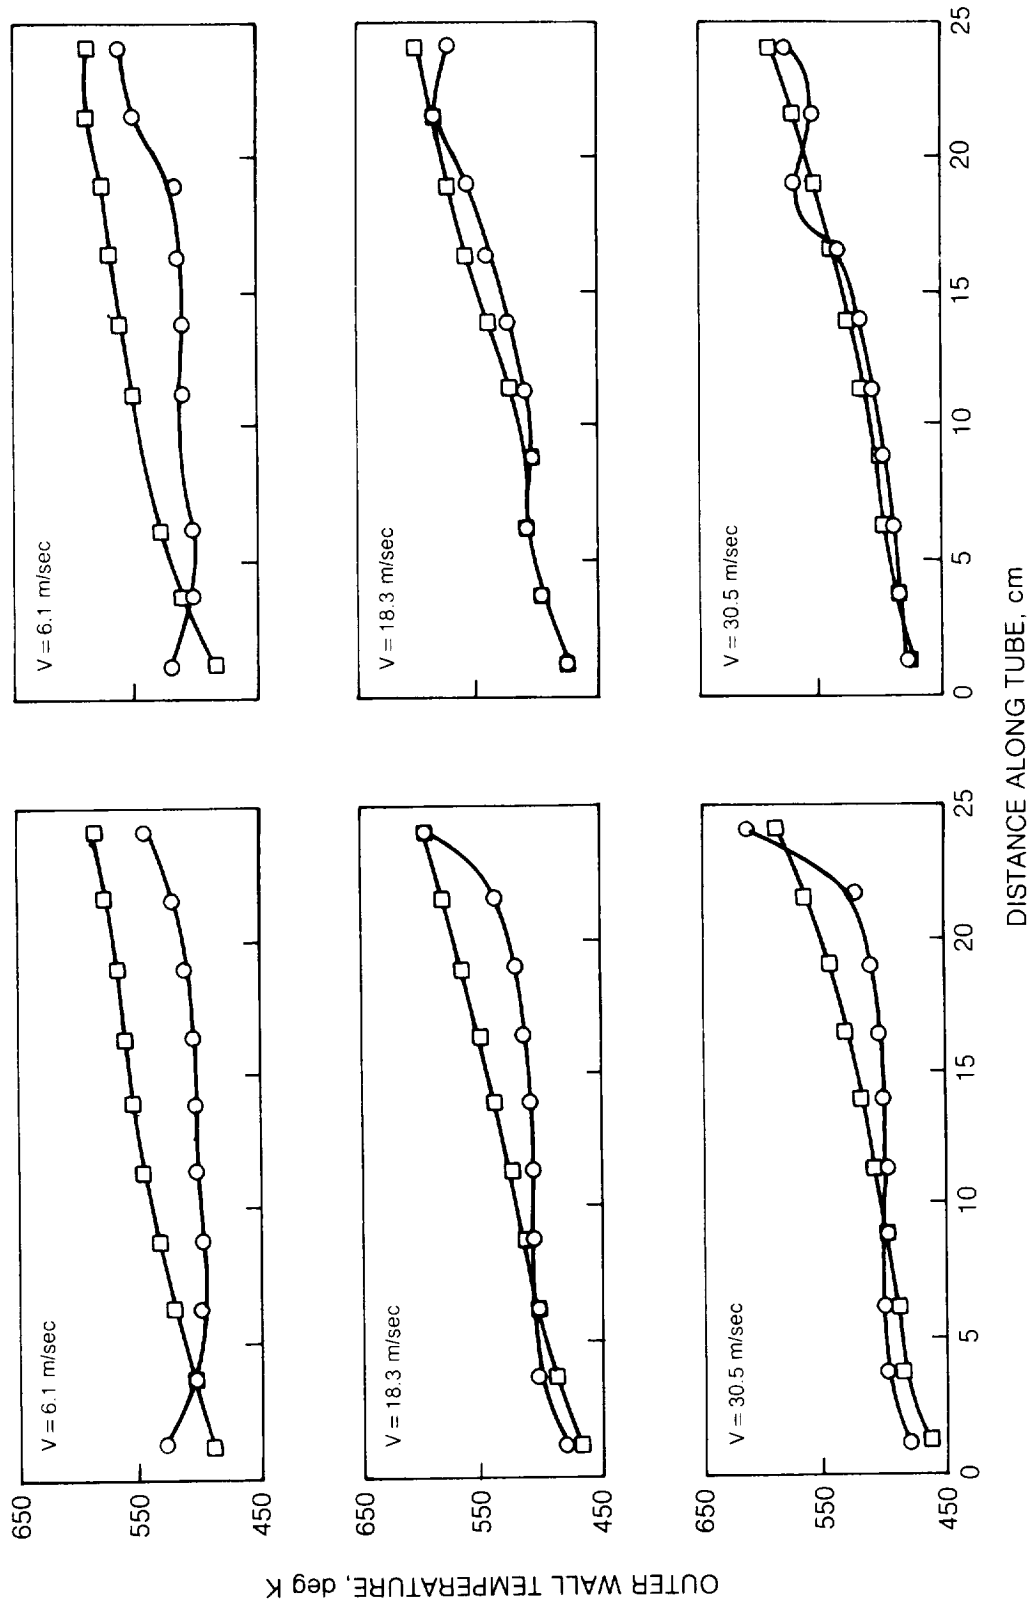 OUTER WALL TEMPERATURE, deg K
650
550
450
V = 6.1 m/sec
V = 6.1 m/sec
650
550
450
V = 18.3 m/sec
V = 18.3 m/sec
650
550
450
V = 30.5 m/sec
V = 30.5 m/sec
0 5 10 15 20 25
0 5 10 15 20 25
DISTANCE ALONG TUBE, cm